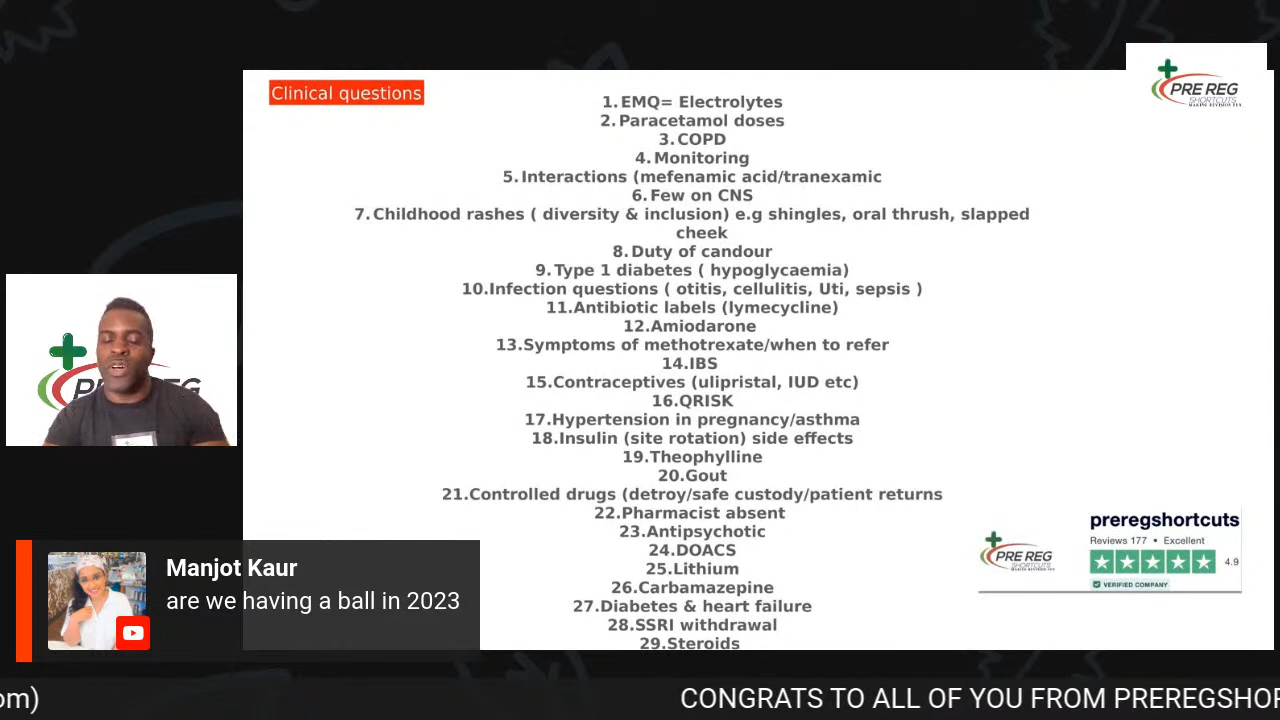 PRE REG
SHORTCUTS
Clinical questions
1. EMQ= Electrolytes
2. Paracetamol doses
3. COPD
4. Monitoring
5. Interactions (mefenamic acid/tranexamic
6. Few on CNS
7. Childhood rashes ( diversity & inclusion) e.g shingles, oral thrush, slapped
cheek
8. Duty of candour
9. Type 1 diabetes ( hypoglycaemia)
10.Infection questions ( otitis, cellulitis, Uti, sepsis )
11.Antibiotic labels (lymecycline)
12.Amiodarone
13.Symptoms of methotrexate/when to refer
14.IBS
15.Contraceptives (ulipristal, IUD etc)
16.QRISK
17.Hypertension in pregnancy/asthma
18.Insulin (site rotation) side effects
19.Theophylline
20.Gout
21.Controlled drugs (detroy/safe custody/patient returns
22.Pharmacist absent
23.Antipsychotic
24.DOACS
25.Lithium
26.Carbamazepine
27.Diabetes & heart failure
28.SSRI withdrawal
29.Steroids
PRE REG
preregshortcuts
Reviews 177 • Excellent
4.9
VERIFIED COMPANY
Manjot Kaur
are we having a ball in 2023
om)
CONGRATS TO ALL OF YOU FROM PREREGSHOR